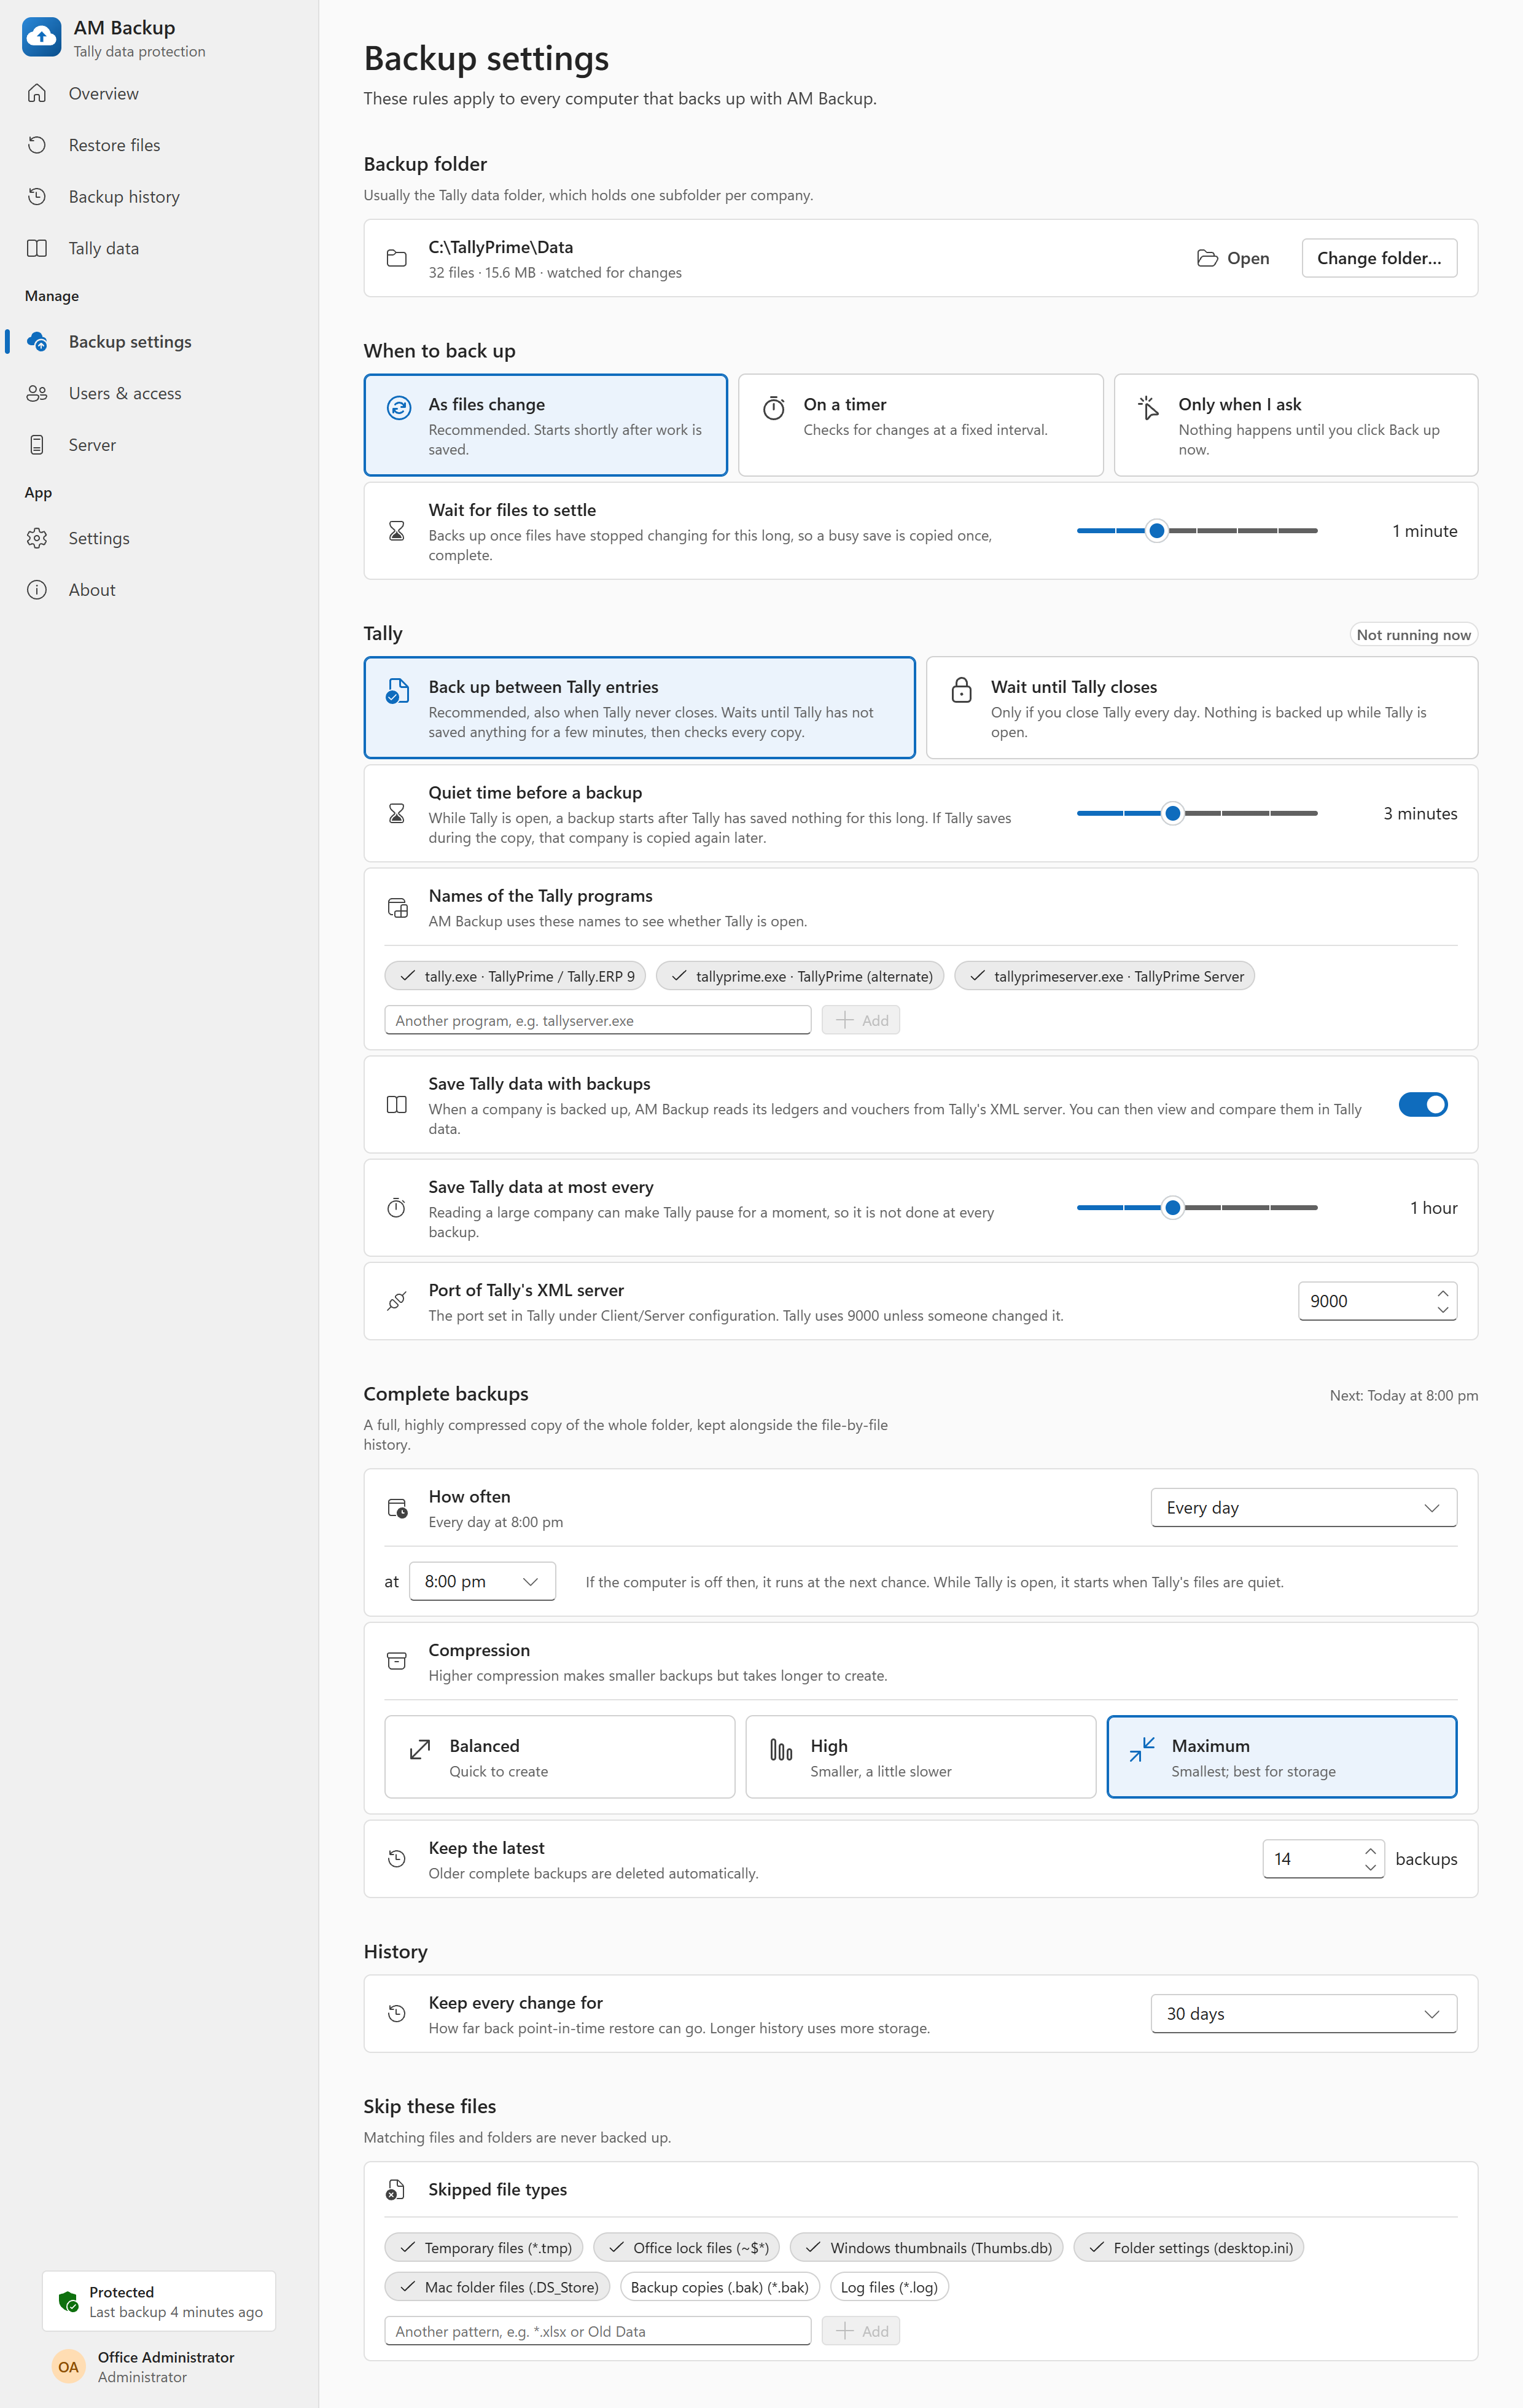 AM Backup
Tally data protection
Overview
Restore files
Backup history
Tally data
Manage
Backup settings
Users & access
Server
App
Settings
About
Protected
Last backup 4 minutes ago
OA
Office Administrator
Administrator
Backup settings
These rules apply to every computer that backs up with AM Backup.
Backup folder
Usually the Tally data folder, which holds one subfolder per company.
C:\TallyPrime\Data
32 files · 15.6 MB · watched for changes
Open
Change folder...
When to back up
As files change
Recommended. Starts shortly after work is
saved.
On a timer
Checks for changes at a fixed interval.
Only when I ask
Nothing happens until you click Back up
now.
Wait for files to settle
Backs up once files have stopped changing for this long, so a busy save is copied once,
complete.
1 minute
Tally
Not running now
Back up between Tally entries
Recommended, also when Tally never closes. Waits until Tally has not
saved anything for a few minutes, then checks every copy.
Wait until Tally closes
Only if you close Tally every day. Nothing is backed up while Tally is
open.
Quiet time before a backup
While Tally is open, a backup starts after Tally has saved nothing for this long. If Tally saves
during the copy, that company is copied again later.
3 minutes
Names of the Tally programs
AM Backup uses these names to see whether Tally is open.
tally.exe · TallyPrime / Tally.ERP 9
tallyprime.exe · TallyPrime (alternate)
tallyprimeserver.exe · TallyPrime Server
Another program, e.g. tallyserver.exe
Add
Save Tally data with backups
When a company is backed up, AM Backup reads its ledgers and vouchers from Tally's XML server. You can then view and compare them in Tally
data.
Save Tally data at most every
Reading a large company can make Tally pause for a moment, so it is not done at every
backup.
1 hour
Port of Tally's XML server
The port set in Tally under Client/Server configuration. Tally uses 9000 unless someone changed it.
9000
Complete backups
Next: Today at 8:00 pm
A full, highly compressed copy of the whole folder, kept alongside the file-by-file
history.
How often
Every day at 8:00 pm
Every day
at
8:00 pm
If the computer is off then, it runs at the next chance. While Tally is open, it starts when Tally's files are quiet.
Compression
Higher compression makes smaller backups but takes longer to create.
Balanced
Quick to create
High
Smaller, a little slower
Maximum
Smallest; best for storage
Keep the latest
Older complete backups are deleted automatically.
14
backups
History
Keep every change for
How far back point-in-time restore can go. Longer history uses more storage.
30 days
Skip these files
Matching files and folders are never backed up.
Skipped file types
Temporary files (*.tmp)
Office lock files (~$*)
Windows thumbnails (Thumbs.db)
Folder settings (desktop.ini)
Mac folder files (.DS_Store)
Backup copies (.bak) (*.bak)
Log files (*.log)
Another pattern, e.g. *.xlsx or Old Data
Add